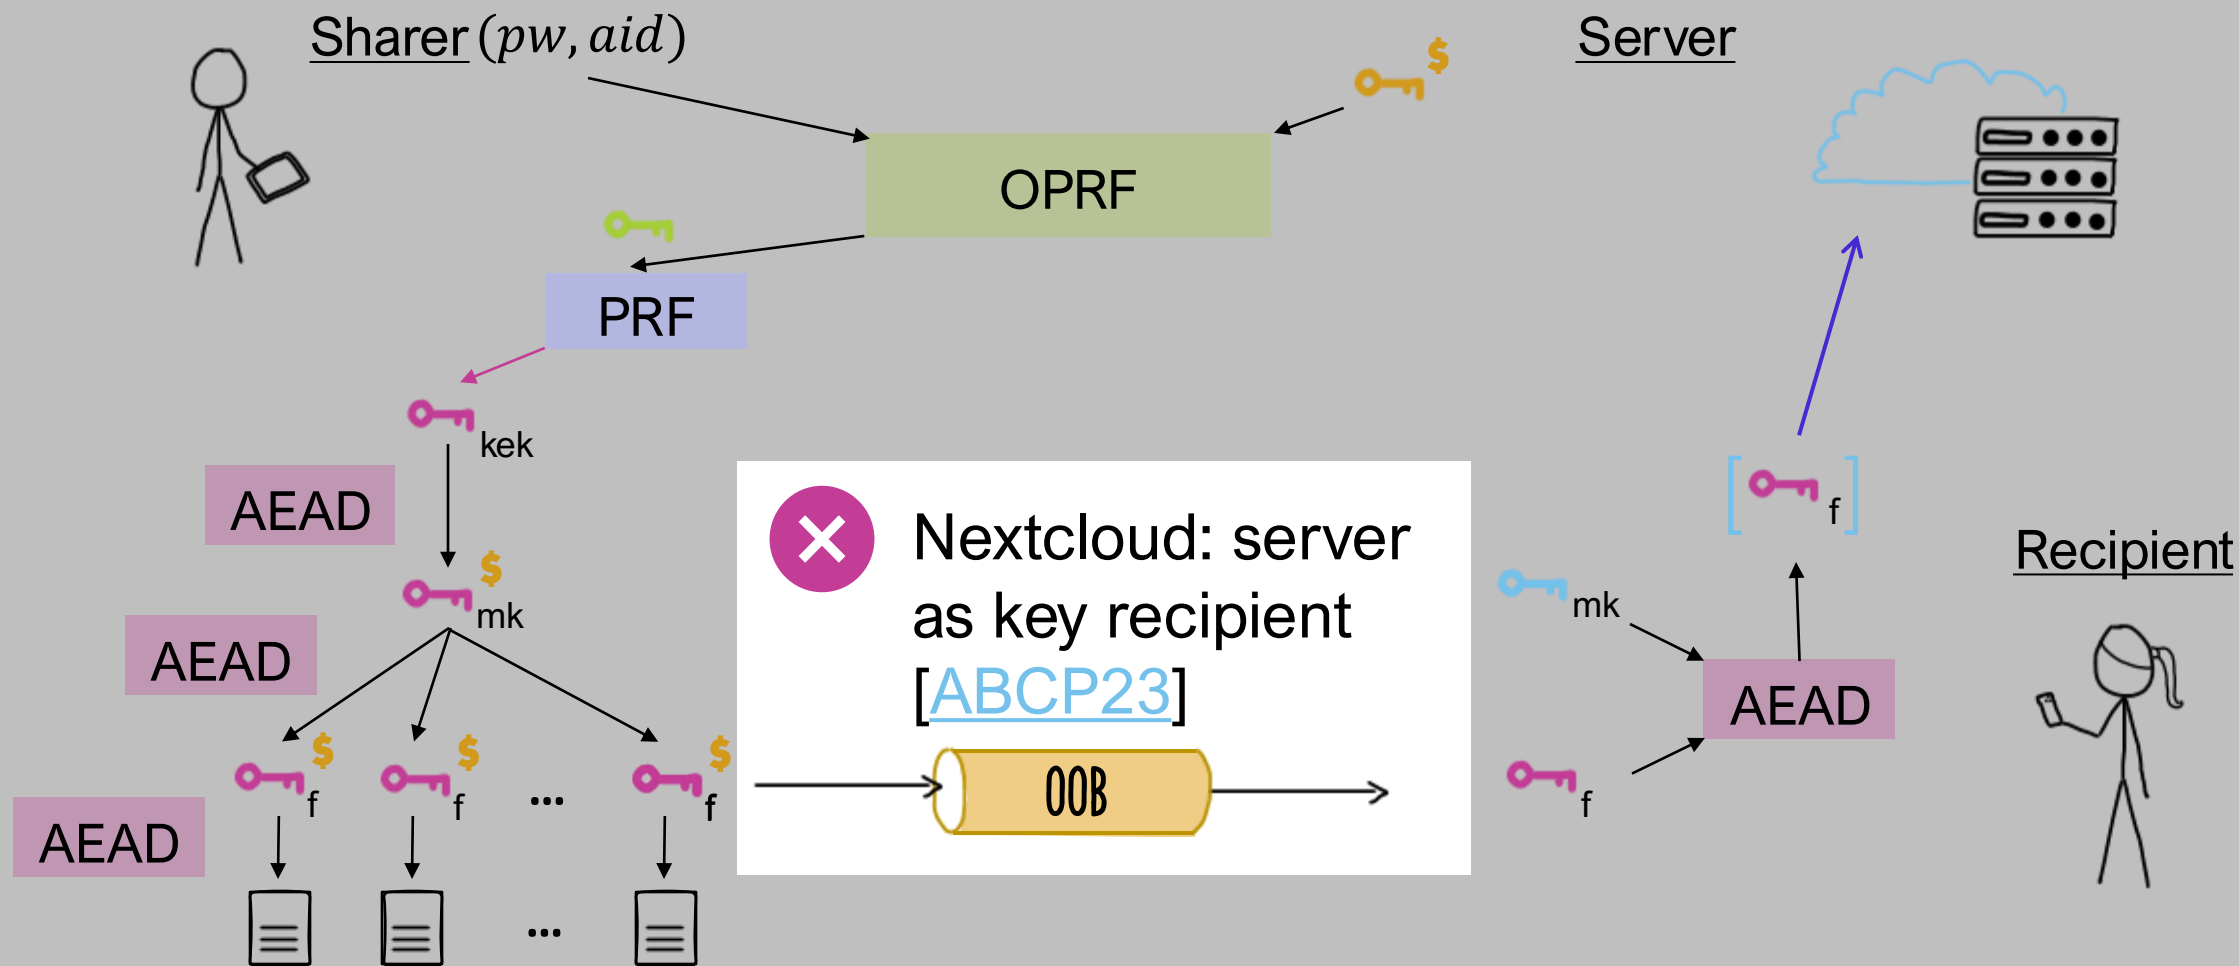 Sharer (pw, aid)
$
Server
OPRF
PRF
kek
AEAD
$
mk
AEAD
$
f
$
f
...
$
f
AEAD
...
Nextcloud: server
as key recipient
[ABCP23]
OOB
[ f ]
mk
AEAD
f
Recipient